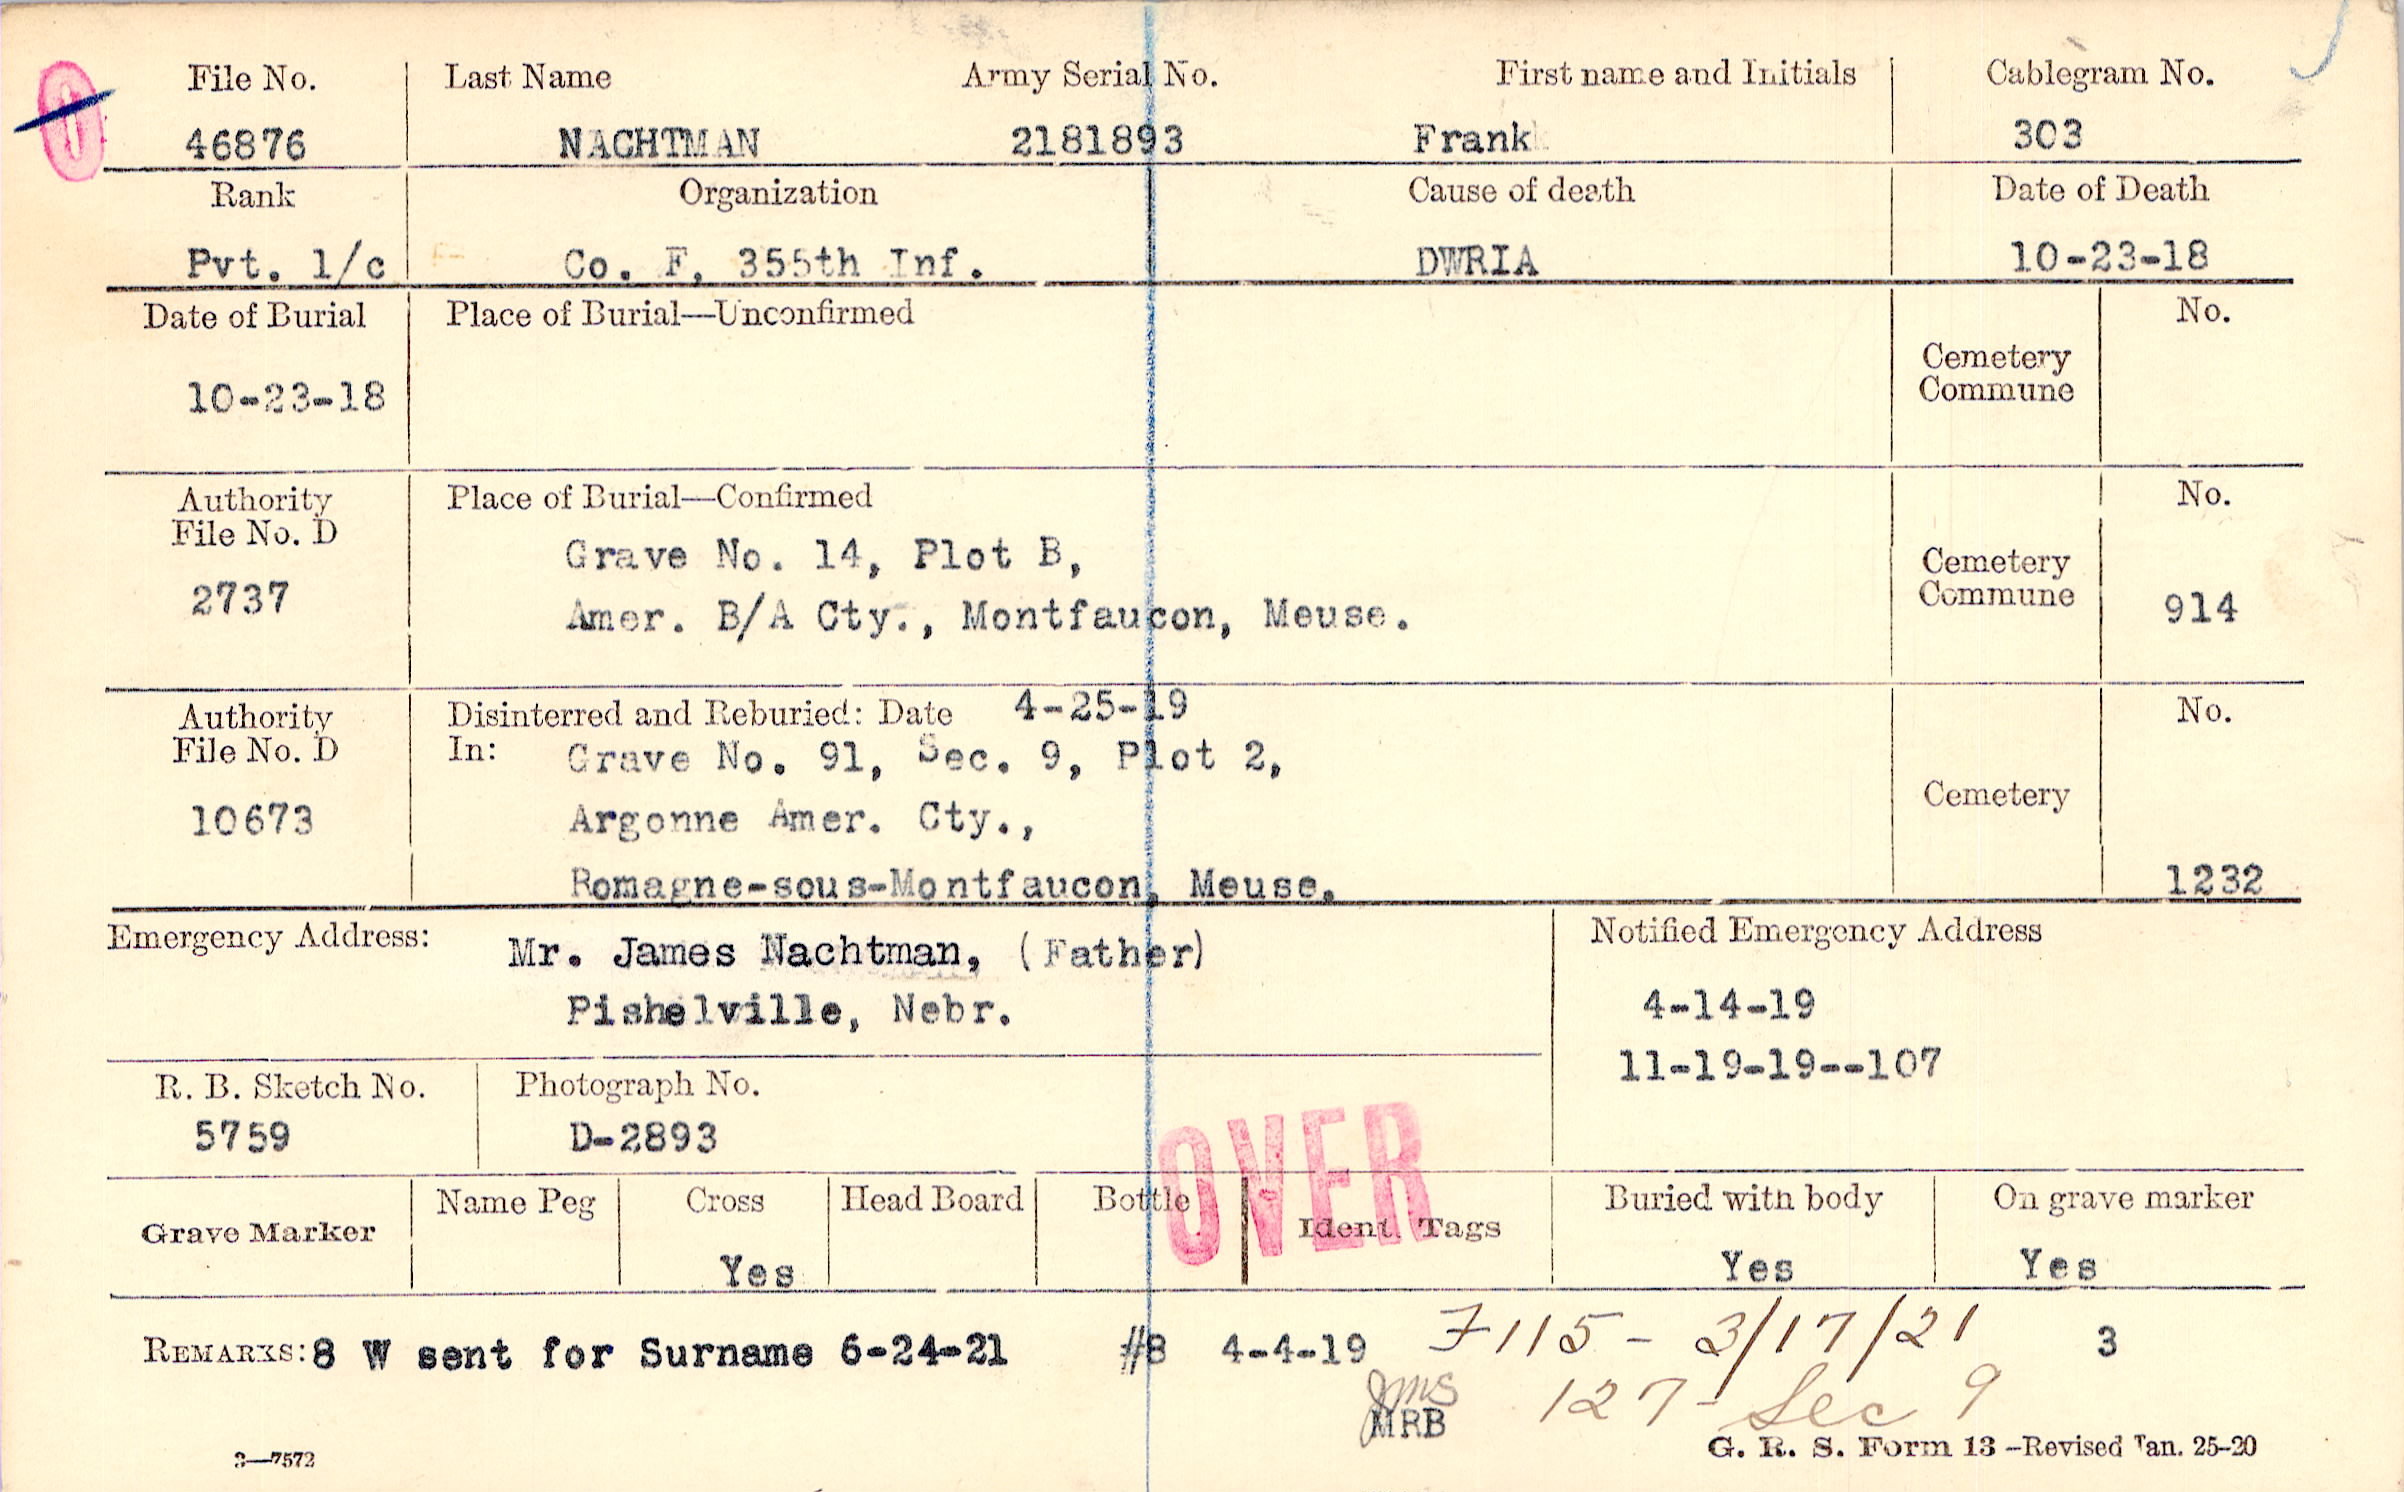 File No. Last Name Army Serial No. First name and Initials Cablegram No.
46876 NACHTMAN 2181893 Frank 303
Rank Organization Cause of death Date of Death
Pvt. 1/c Co. F, 355th Inf. DWRIA 10-23-18
Date of Burial Place of Burial—Unconfirmed No.
Cemetery
Commune
10-23-18
Authority Place of Burial—Confirmed No.
File No. D
Grave No. 14, Plot B,
Cemetery
Commune
2737 914
Amer. B/A Cty., Montfaucon, Meuse.
Authority Disinterred and Reburied: Date 4-25-19 No.
File No. D In: Grave No. 91, Sec. 9, Plot 2,
Cemetery
10673 Argonne Amer. Cty.,
Romagne-sous-Montfaucon, Meuse. 1232
Emergency Address: Mr. James Nachtman, (Father) Notified Emergency Address
Pishelville, Nebr. 4-14-19
11-19-19--107
R. B. Sketch No. Photograph No.
5759 D-2893
OVER
Grave Marker Name Peg Cross Head Board Bottle Ident. Tags Buried with body On grave marker
Yes Yes Yes
REMARKS: 8 W sent for Surname 6-24-21 #8 4-4-19 F115- 3/17/21 3
JMS 127- Sec 9
MRB
3—7572 G. R. S. Form 13 -Revised Jan. 25-20